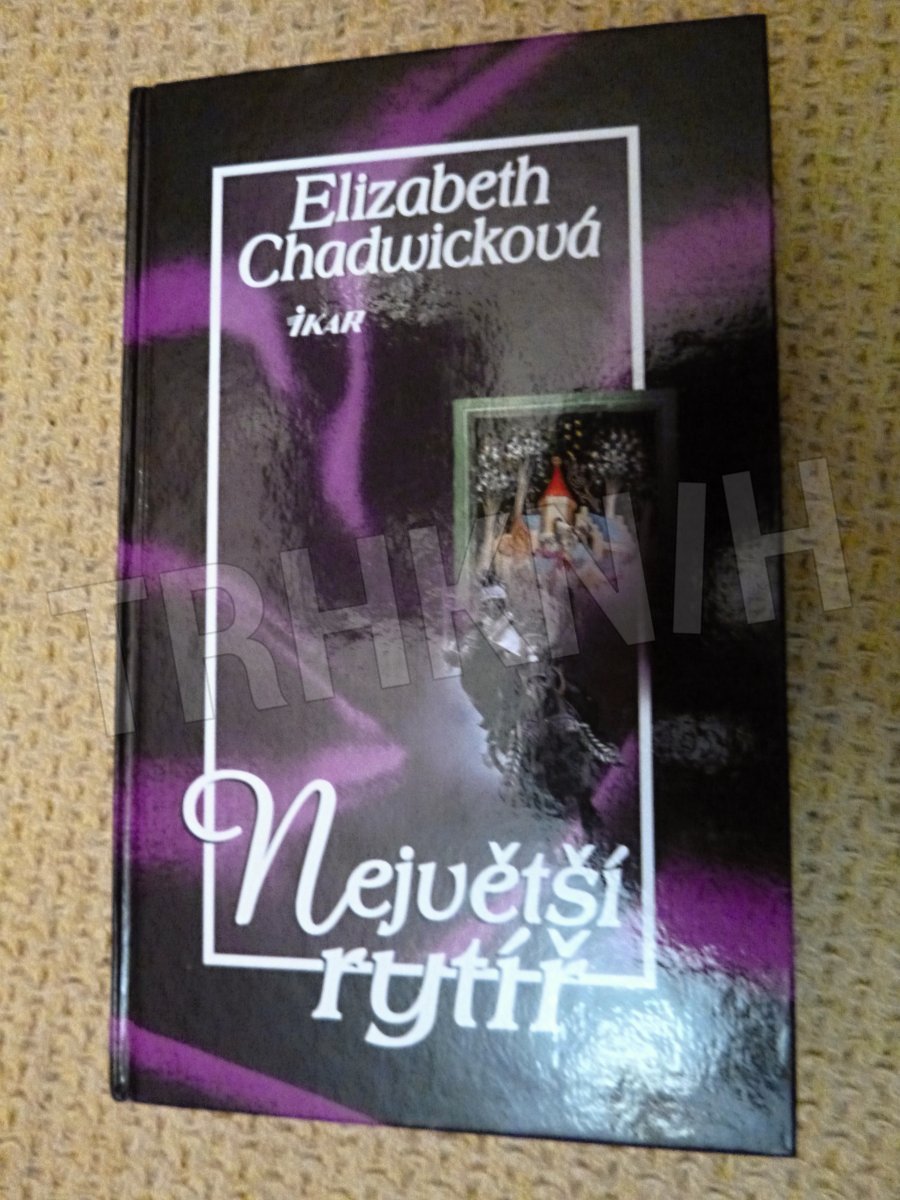 Elizabeth
Chadwicková
iKAR
TRHKNIH
Největší
rytíř